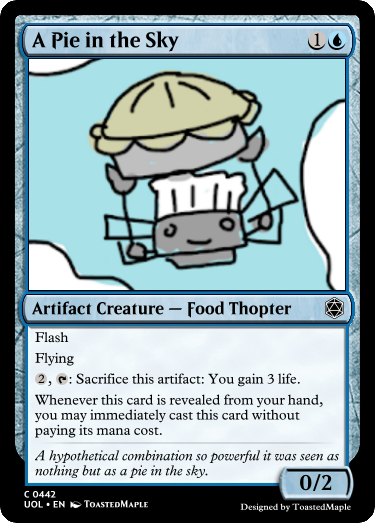 A Pie in the Sky 1
Artifact Creature — Food Thopter
Flash
Flying
2, : Sacrifice this artifact: You gain 3 life.
Whenever this card is revealed from your hand,
you may immediately cast this card without
paying its mana cost.
A hypothetical combination so powerful it was seen as
nothing but as a pie in the sky.
0/2
C 0442
UOL • EN ToastedMaple
Designed by ToastedMaple